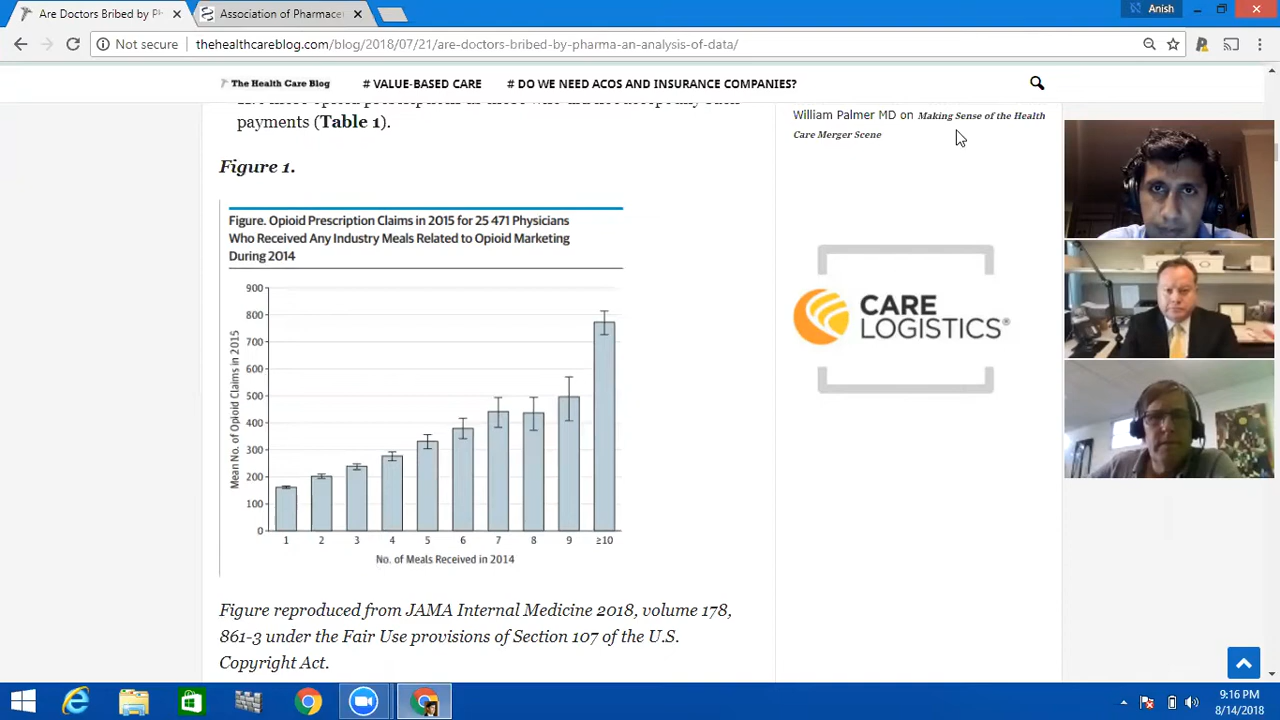 Are Doctors Bribed by Ph
Association of Pharmacer
Anish
Not secure
thehealthcareblog.com/blog/2018/07/21/are-doctors-bribed-by-pharma-an-analysis-of-data/
The Health Care Blog
# VALUE-BASED CARE
# DO WE NEED ACOS AND INSURANCE COMPANIES?
payments (Table 1).
William Palmer MD on Making Sense of the Health
Care Merger Scene
Figure 1.
Figure. Opioid Prescription Claims in 2015 for 25 471 Physicians
Who Received Any Industry Meals Related to Opioid Marketing
During 2014
Mean No. of Opioid Claims in 2015
900
800
700
600
500
400
300
200
100
0
1 2 3 4 5 6 7 8 9 ≥10
No. of Meals Received in 2014
CARE
LOGISTICS®
Figure reproduced from JAMA Internal Medicine 2018, volume 178,
861-3 under the Fair Use provisions of Section 107 of the U.S.
Copyright Act.
9:16 PM
8/14/2018